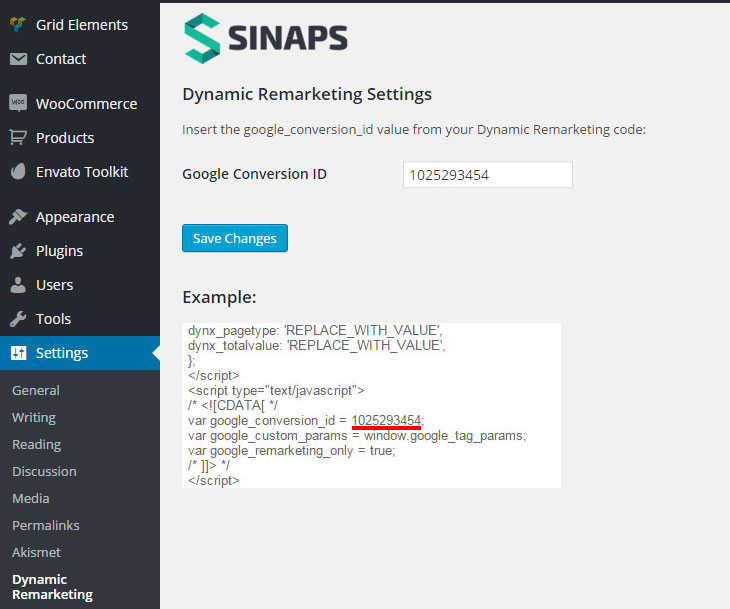 Grid Elements
Contact
WOO
WooCommerce
Products
Envato Toolkit
Appearance
Plugins
Users
Tools
Settings
General
Writing
Reading
Discussion
Media
Permalinks
Akismet
Dynamic
Remarketing
SINAPS
Dynamic Remarketing Settings
Insert the google_conversion_id value from your Dynamic Remarketing code:
Google Conversion ID
1025293454
Save Changes
Example:
dynx_pagetype: 'REPLACE_WITH_VALUE',
dynx_totalvalue: 'REPLACE_WITH_VALUE',
};
</script>
<script type="text/javascript">
/* <![CDATA[ */
var google_conversion_id = 1025293454;
var google_custom_params = window.google_tag_params;
var google_remarketing_only = true;
/* ]]> */
</script>